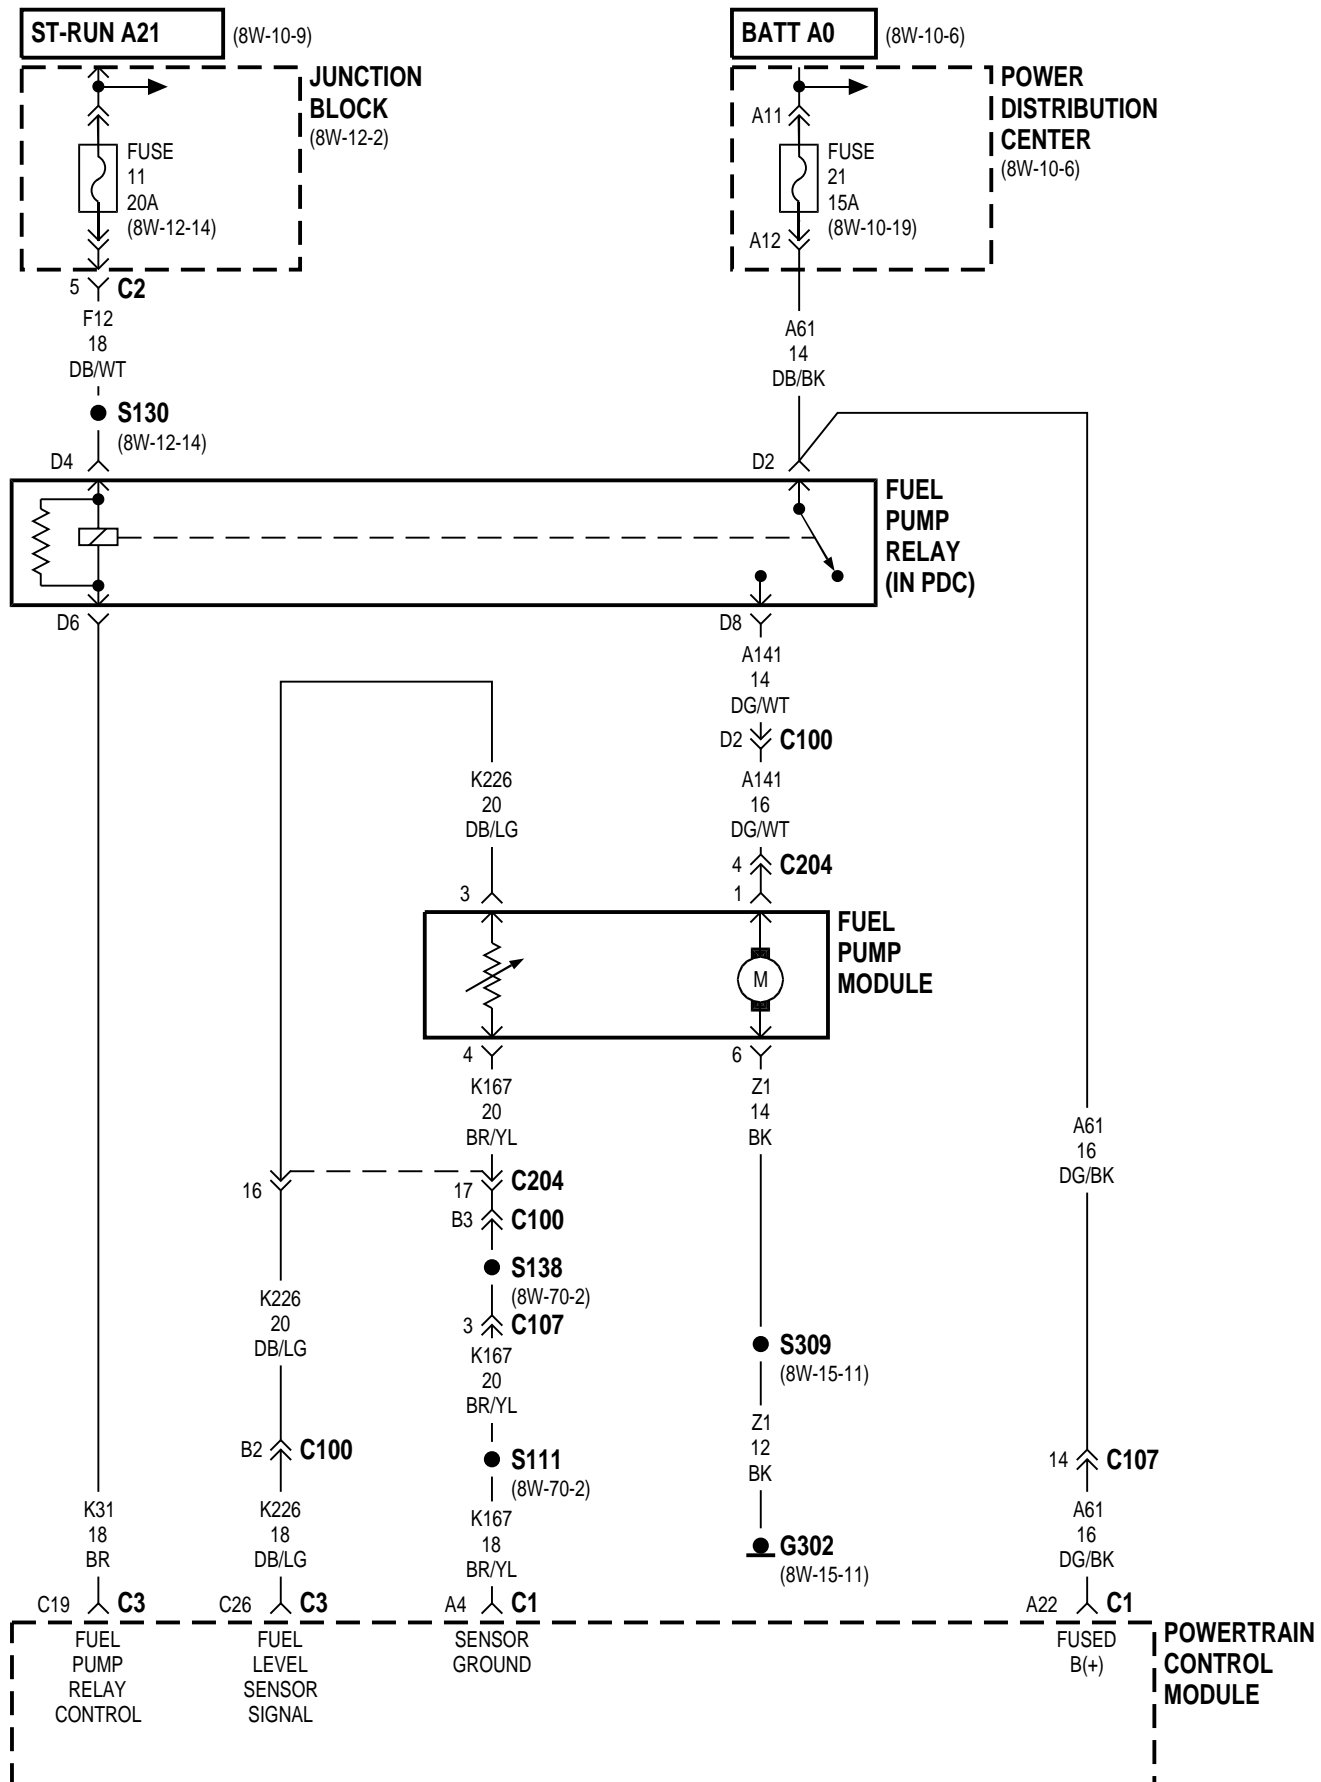 ST-RUN A21
(8W-10-9)
BATT A0
(8W-10-6)
JUNCTION
BLOCK
(8W-12-2)
POWER
DISTRIBUTION
CENTER
(8W-10-6)
FUSE
11
20A
(8W-12-14)
A11
FUSE
21
15A
(8W-10-19)
A12
5
C2
F12
18
DB/WT
A61
14
DB/BK
S130
(8W-12-14)
D4
D2
FUEL
PUMP
RELAY
(IN PDC)
D6
D8
A141
14
DG/WT
D2
C100
K226
20
DB/LG
A141
16
DG/WT
4
C204
3
1
FUEL
PUMP
MODULE
M
4
6
K167
20
BR/YL
Z1
14
BK
A61
16
DG/BK
16
17
C204
B3
C100
S138
(8W-70-2)
K226
20
DB/LG
3
C107
K167
20
BR/YL
S309
(8W-15-11)
Z1
12
BK
B2
C100
S111
(8W-70-2)
14
C107
K31
18
BR
K226
18
DB/LG
K167
18
BR/YL
G302
(8W-15-11)
A61
16
DG/BK
C19
C3
C26
C3
A4
C1
A22
C1
FUEL
PUMP
RELAY
CONTROL
FUEL
LEVEL
SENSOR
SIGNAL
SENSOR
GROUND
FUSED
B(+)
POWERTRAIN
CONTROL
MODULE